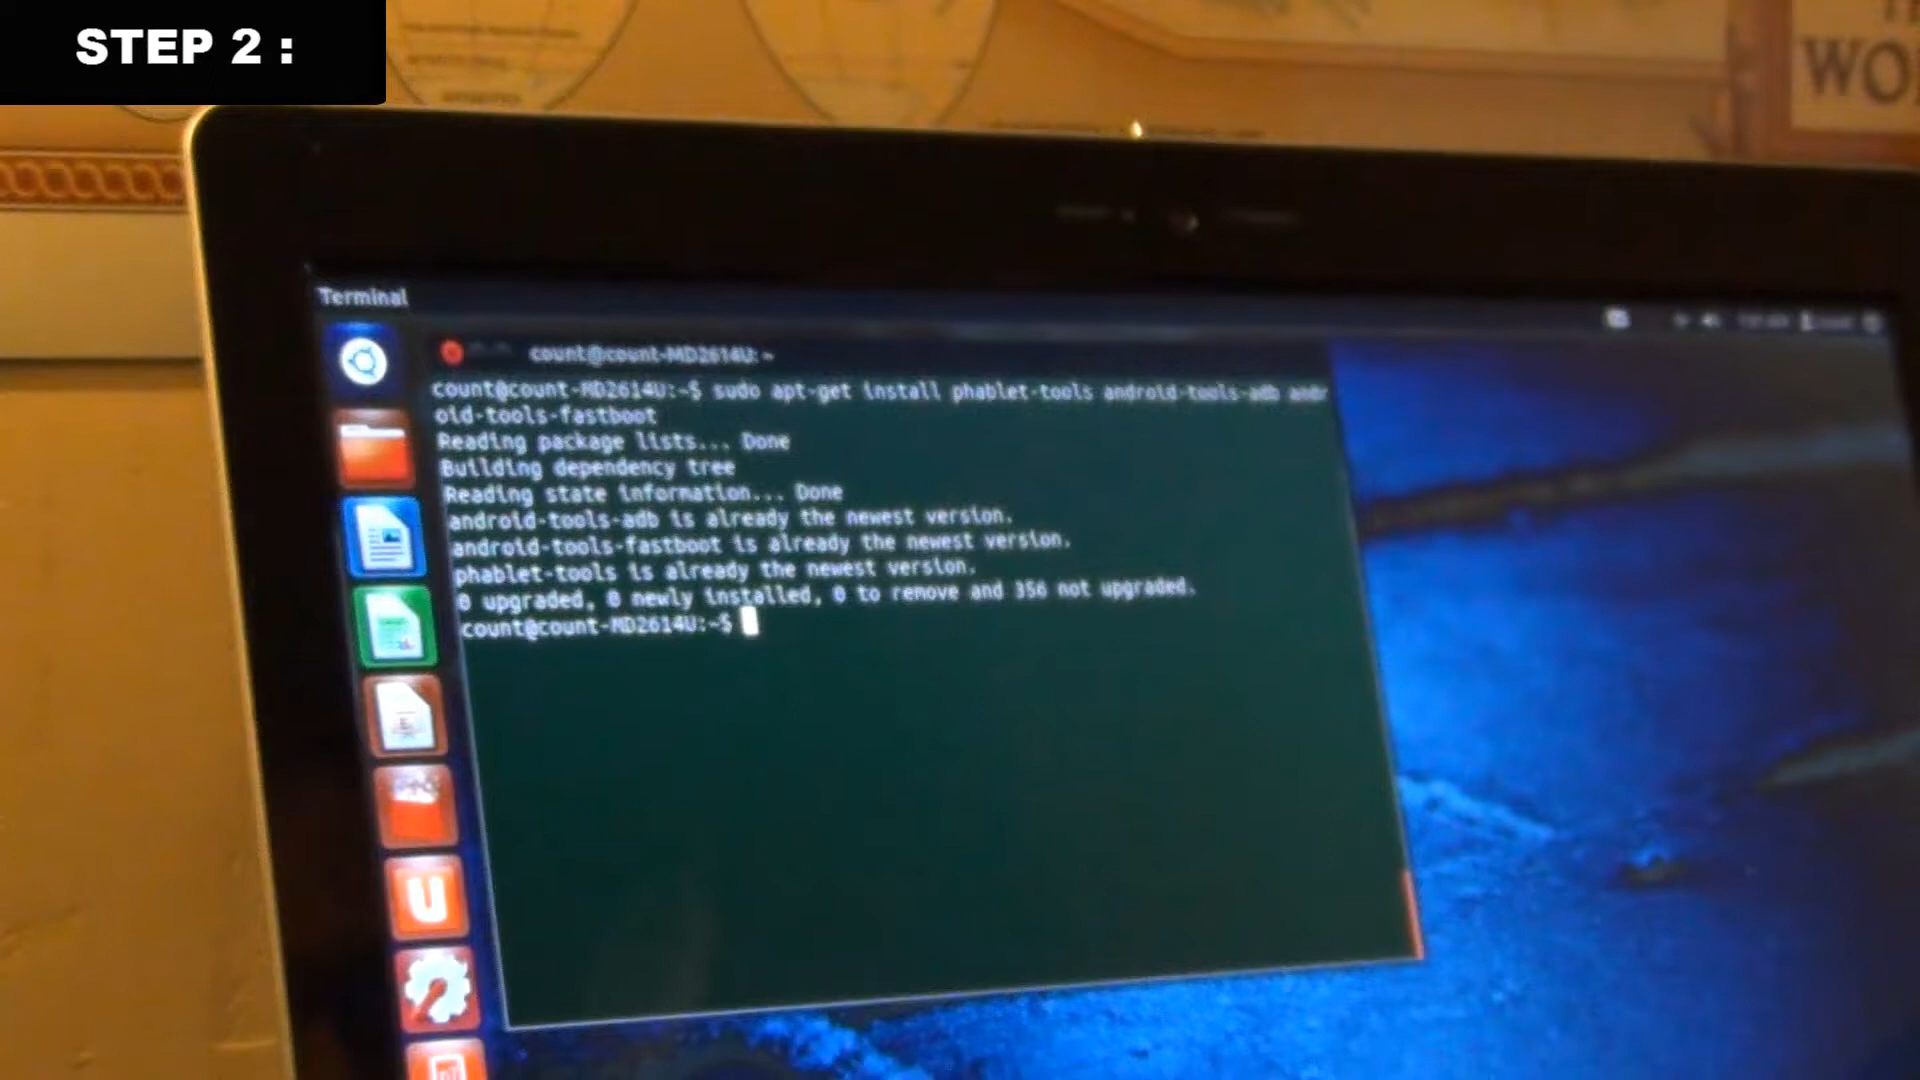 STEP 2 :
WO
Terminal
count@count-MD2614U: ~
count@count-MD2614U:~$ sudo apt-get install phablet-tools android-tools-adb andr
oid-tools-fastboot
Reading package lists... Done
Building dependency tree
Reading state information... Done
android-tools-adb is already the newest version.
android-tools-fastboot is already the newest version.
phablet-tools is already the newest version.
0 upgraded, 0 newly installed, 0 to remove and 356 not upgraded.
count@count-MD2614U:~$
U